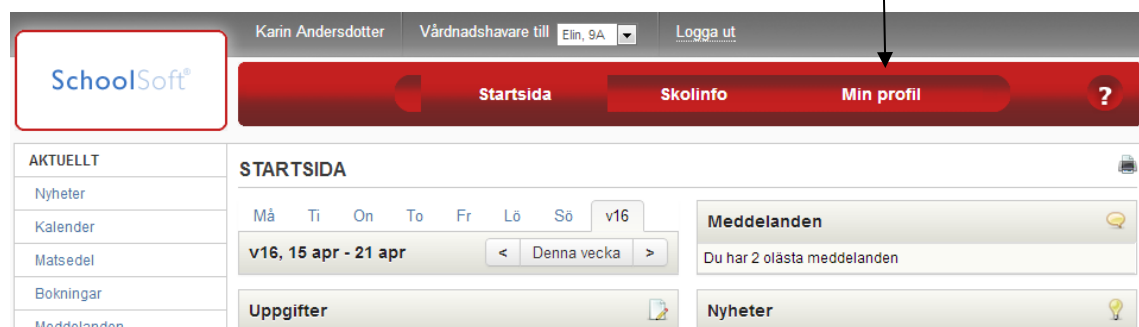 Karin Andersdotter Vårdnadshavare till Elin, 9A Logga ut
SchoolSoft®
Startsida Skolinfo Min profil ?
AKTUELLT
Nyheter
Kalender
Matsedel
Bokningar
Meddelanden
STARTSIDA
Må Ti On To Fr Lö Sö v16
v16, 15 apr - 21 apr < Denna vecka >
Uppgifter
Meddelanden
Du har 2 olästa meddelanden
Nyheter